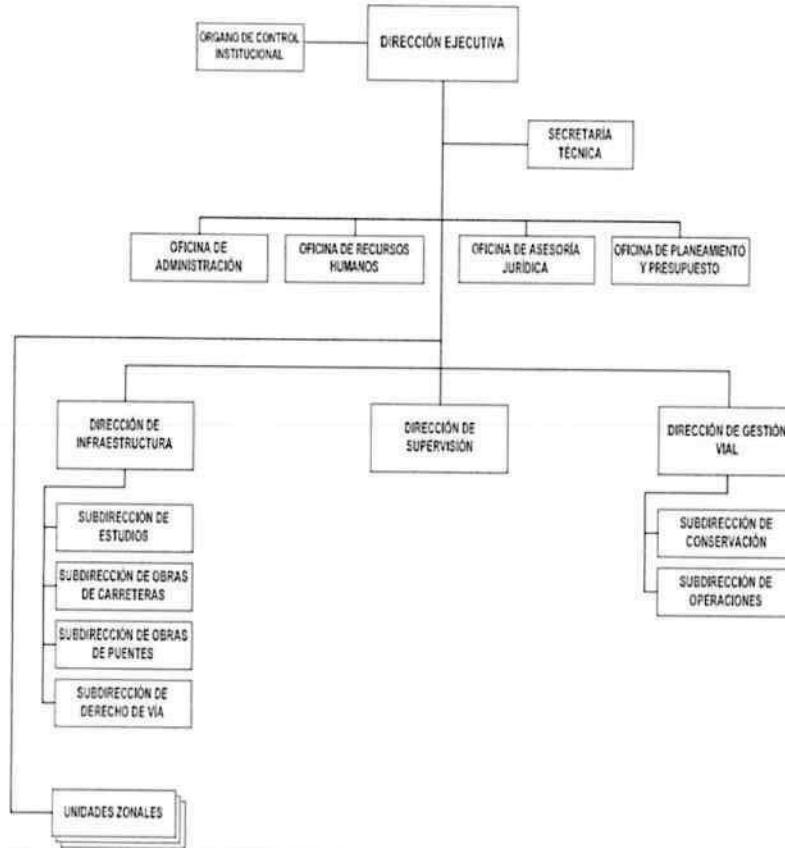 ORGANO DE CONTROL
INSTITUCIONAL
DIRECCIÓN EJECUTIVA
SECRETARÍA
TÉCNICA
OFICINA DE
ADMINISTRACIÓN
OFICINA DE RECURSOS
HUMANOS
OFICINA DE ASESORÍA
JURÍDICA
OFICINA DE PLANEAMIENTO
Y PRESUPUESTO
DIRECCIÓN DE
INFRAESTRUCTURA
DIRECCIÓN DE
SUPERVISIÓN
DIRECCIÓN DE GESTIÓN
VIAL
SUBDIRECCIÓN DE
ESTUDIOS
SUBDIRECCIÓN DE OBRAS
DE CARRETERAS
SUBDIRECCIÓN DE OBRAS
DE PUENTES
SUBDIRECCIÓN DE
DERECHO DE VÍA
SUBDIRECCIÓN DE
CONSERVACIÓN
SUBDIRECCIÓN DE
OPERACIONES
UNIDADES ZONALES